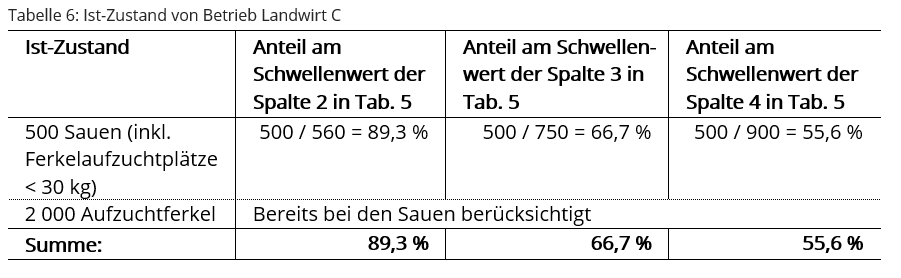 Tabelle 6: Ist-Zustand von Betrieb Landwirt C
Ist-Zustand
Anteil am
Schwellenwert der
Spalte 2 in Tab. 5
Anteil am Schwellen-
wert der Spalte 3 in
Tab. 5
Anteil am
Schwellenwert der
Spalte 4 in Tab. 5
500 Sauen (inkl.
Ferkelaufzuchtplätze
< 30 kg)
500 / 560 = 89,3 %
500 / 750 = 66,7 %
500 / 900 = 55,6 %
2 000 Aufzuchtferkel
Bereits bei den Sauen berücksichtigt
Summe:
89,3 %
66,7 %
55,6 %